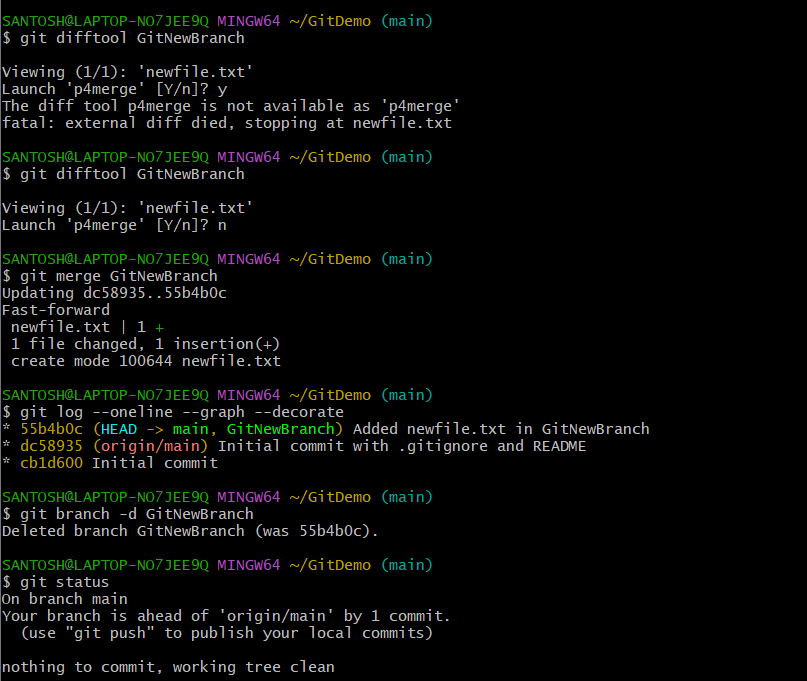 SANTOSH@LAPTOP-NO7JEE9Q MINGW64 ~/GitDemo (main)
$ git difftool GitNewBranch

Viewing (1/1): 'newfile.txt'
Launch 'p4merge' [Y/n]? y
The diff tool p4merge is not available as 'p4merge'
fatal: external diff died, stopping at newfile.txt

SANTOSH@LAPTOP-NO7JEE9Q MINGW64 ~/GitDemo (main)
$ git difftool GitNewBranch

Viewing (1/1): 'newfile.txt'
Launch 'p4merge' [Y/n]? n

SANTOSH@LAPTOP-NO7JEE9Q MINGW64 ~/GitDemo (main)
$ git merge GitNewBranch
Updating dc58935..55b4b0c
Fast-forward
 newfile.txt | 1 +
 1 file changed, 1 insertion(+)
 create mode 100644 newfile.txt

SANTOSH@LAPTOP-NO7JEE9Q MINGW64 ~/GitDemo (main)
$ git log --oneline --graph --decorate
* 55b4b0c (HEAD -> main, GitNewBranch) Added newfile.txt in GitNewBranch
* dc58935 (origin/main) Initial commit with .gitignore and README
* cb1d600 Initial commit

SANTOSH@LAPTOP-NO7JEE9Q MINGW64 ~/GitDemo (main)
$ git branch -d GitNewBranch
Deleted branch GitNewBranch (was 55b4b0c).

SANTOSH@LAPTOP-NO7JEE9Q MINGW64 ~/GitDemo (main)
$ git status
On branch main
Your branch is ahead of 'origin/main' by 1 commit.
  (use "git push" to publish your local commits)

nothing to commit, working tree clean